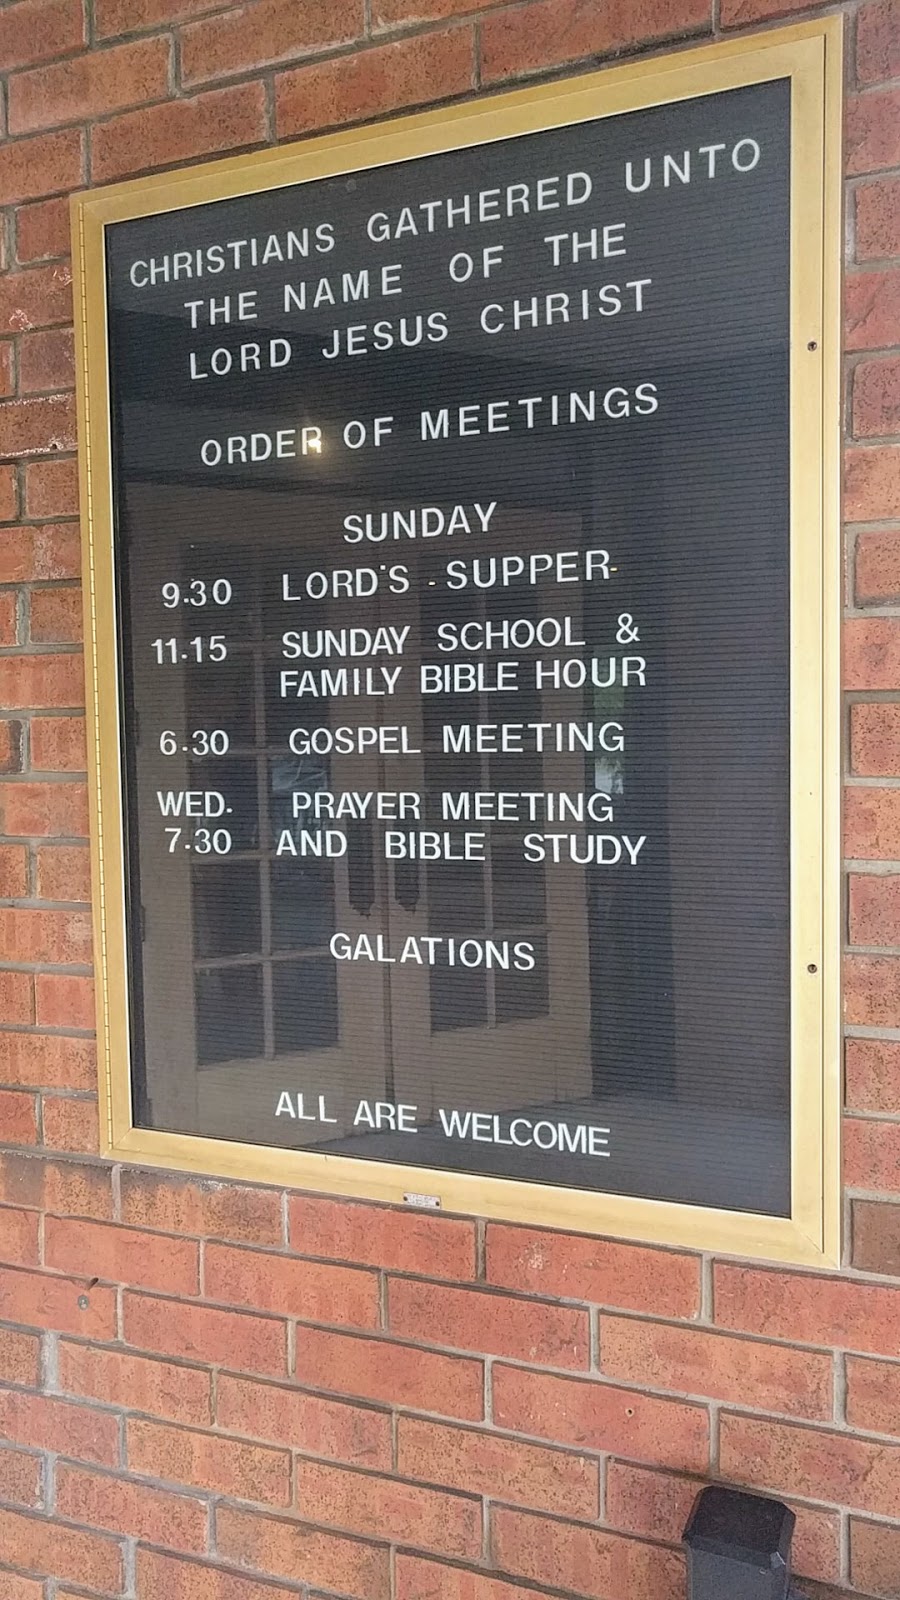 CHRISTIANS GATHERED UNTO
THE NAME OF THE
LORD JESUS CHRIST
ORDER OF MEETINGS
SUNDAY
9.30 LORD'S - SUPPER-
11.15 SUNDAY SCHOOL &
FAMILY BIBLE HOUR
6.30 GOSPEL MEETING
WED. PRAYER MEETING
7.30 AND BIBLE STUDY
GALATIONS
ALL ARE WELCOME